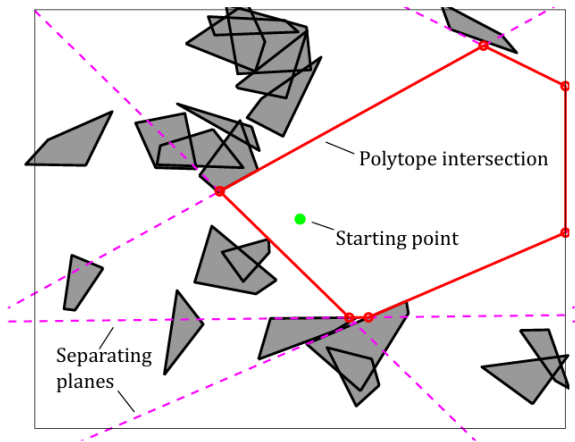 Polytope intersection
Starting point
Separating
planes